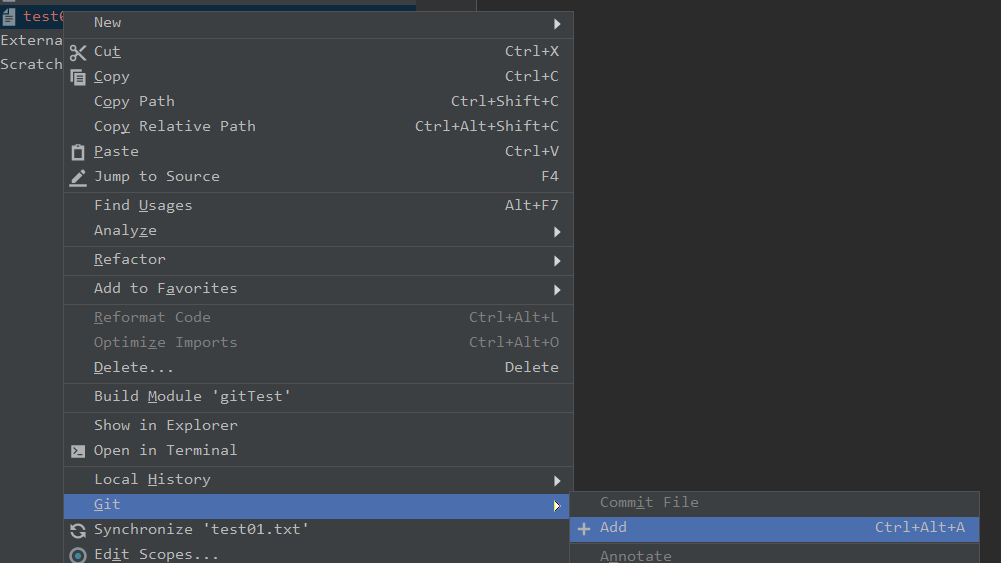 New
Externa
Scratch
Cut Ctrl+X
Copy Ctrl+C
Copy Path Ctrl+Shift+C
Copy Relative Path Ctrl+Alt+Shift+C
Paste Ctrl+V
Jump to Source F4
Find Usages Alt+F7
Analyze
Refactor
Add to Favorites
Reformat Code Ctrl+Alt+L
Optimize Imports Ctrl+Alt+O
Delete... Delete
Build Module 'gitTest'
Show in Explorer
Open in Terminal
Local History
Git
Synchronize 'test01.txt'
Edit Scopes...
Commit File
Add Ctrl+Alt+A
Annotate